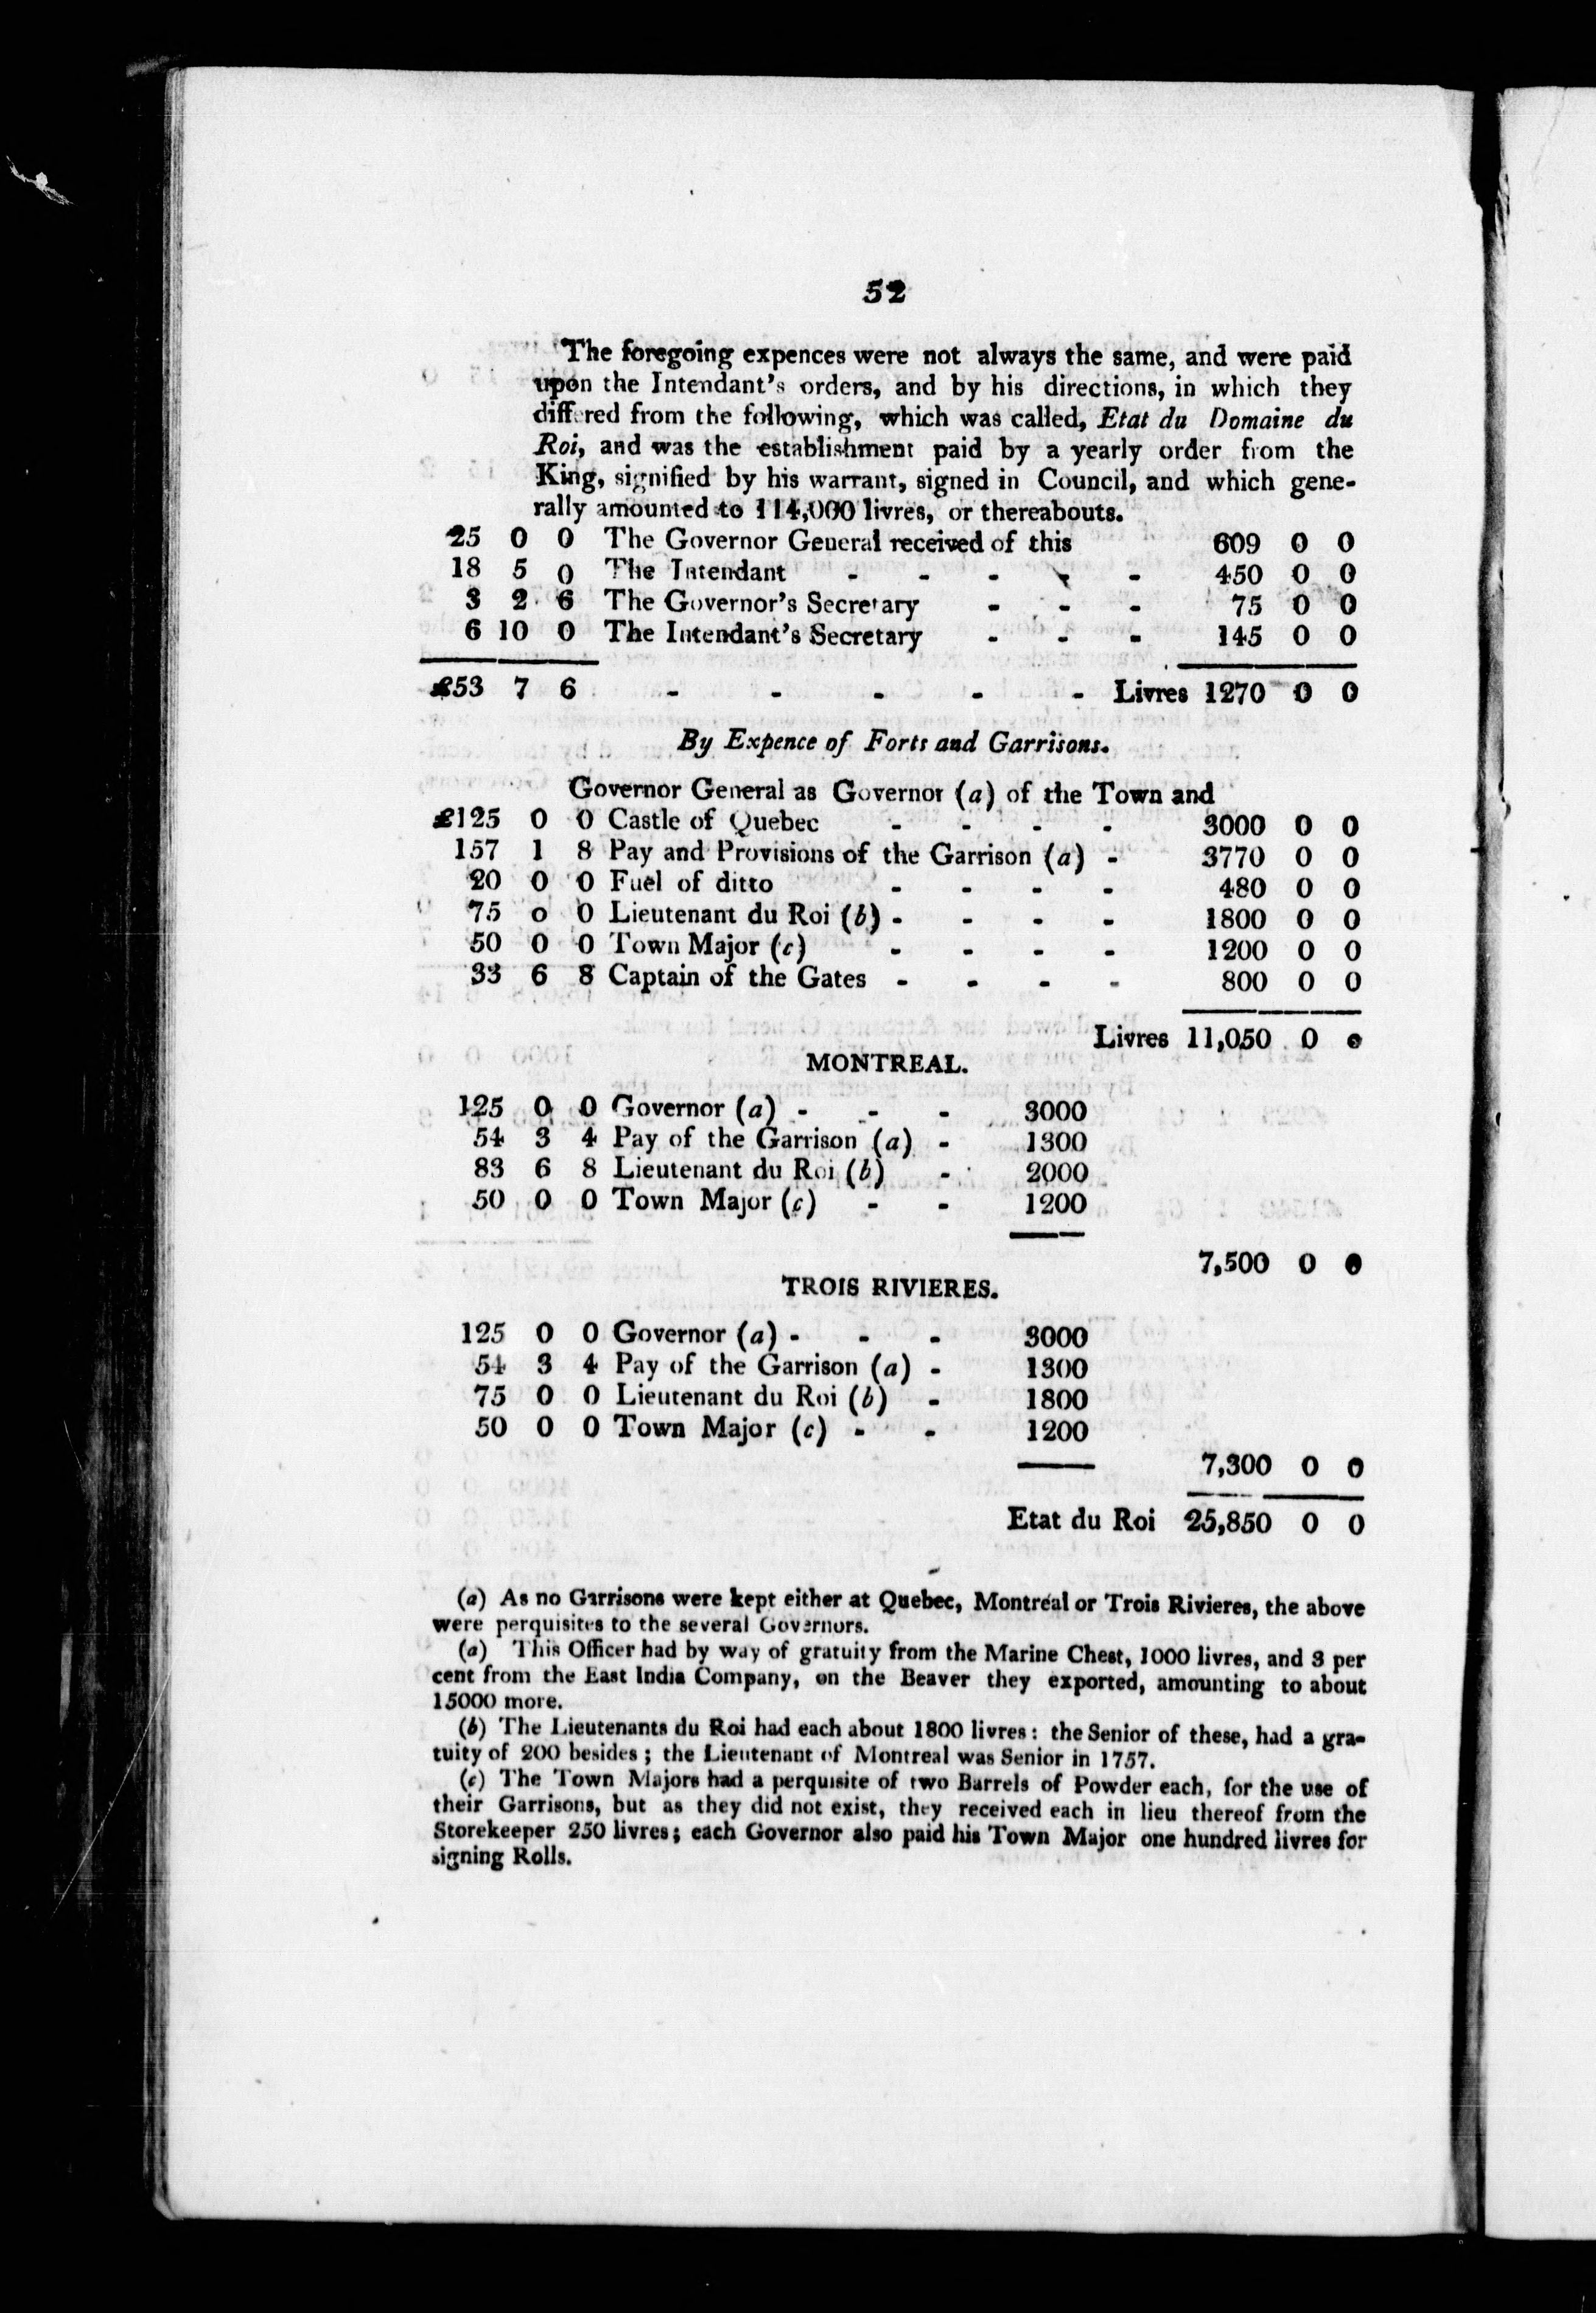 52
The foregoing expences were not always the same, and were paid
upon the Intendant's orders, and by his directions, in which they
differed from the following, which was called, Etat du Domaine du
Roi, and was the establishment paid by a yearly order from the
King, signified by his warrant, signed in Council, and which gene-
rally amounted to 114,000 livres, or thereabouts.
25 0 0 The Governor General received of this 609 0 0
18 5 0 The Intendant - - - - - 450 0 0
3 2 6 The Governor's Secretary - - - 75 0 0
6 10 0 The Intendant's Secretary - - - 145 0 0
£53 7 6 - - - - - Livres 1270 0 0
By Expence of Forts and Garrisons.
Governor General as Governor (a) of the Town and
£125 0 0 Castle of Quebec - - - - 3000 0 0
157 1 8 Pay and Provisions of the Garrison (a) - 3770 0 0
20 0 0 Fuel of ditto - - - - 480 0 0
75 0 0 Lieutenant du Roi (b) - - - - 1800 0 0
50 0 0 Town Major (c) - - - - 1200 0 0
33 6 8 Captain of the Gates - - - - 800 0 0
Livres 11,050 0 0
MONTREAL.
125 0 0 Governor (a) - - - 3000
54 3 4 Pay of the Garrison (a) - 1300
83 6 8 Lieutenant du Roi (b) - 2000
50 0 0 Town Major (c) - - 1200
7,500 0 0
TROIS RIVIERES.
125 0 0 Governor (a) - - - 3000
54 3 4 Pay of the Garrison (a) - 1300
75 0 0 Lieutenant du Roi (b) - 1800
50 0 0 Town Major (c) - - 1200
7,300 0 0
Etat du Roi 25,850 0 0
(a) As no Garrisons were kept either at Quebec, Montreal or Trois Rivieres, the above
were perquisites to the several Governors.
(a) This Officer had by way of gratuity from the Marine Chest, 1000 livres, and 3 per
cent from the East India Company, on the Beaver they exported, amounting to about
15000 more.
(b) The Lieutenants du Roi had each about 1800 livres: the Senior of these, had a gra-
tuity of 200 besides; the Lieutenant of Montreal was Senior in 1757.
(c) The Town Majors had a perquisite of two Barrels of Powder each, for the use of
their Garrisons, but as they did not exist, they received each in lieu thereof from the
Storekeeper 250 livres; each Governor also paid his Town Major one hundred livres for
signing Rolls.